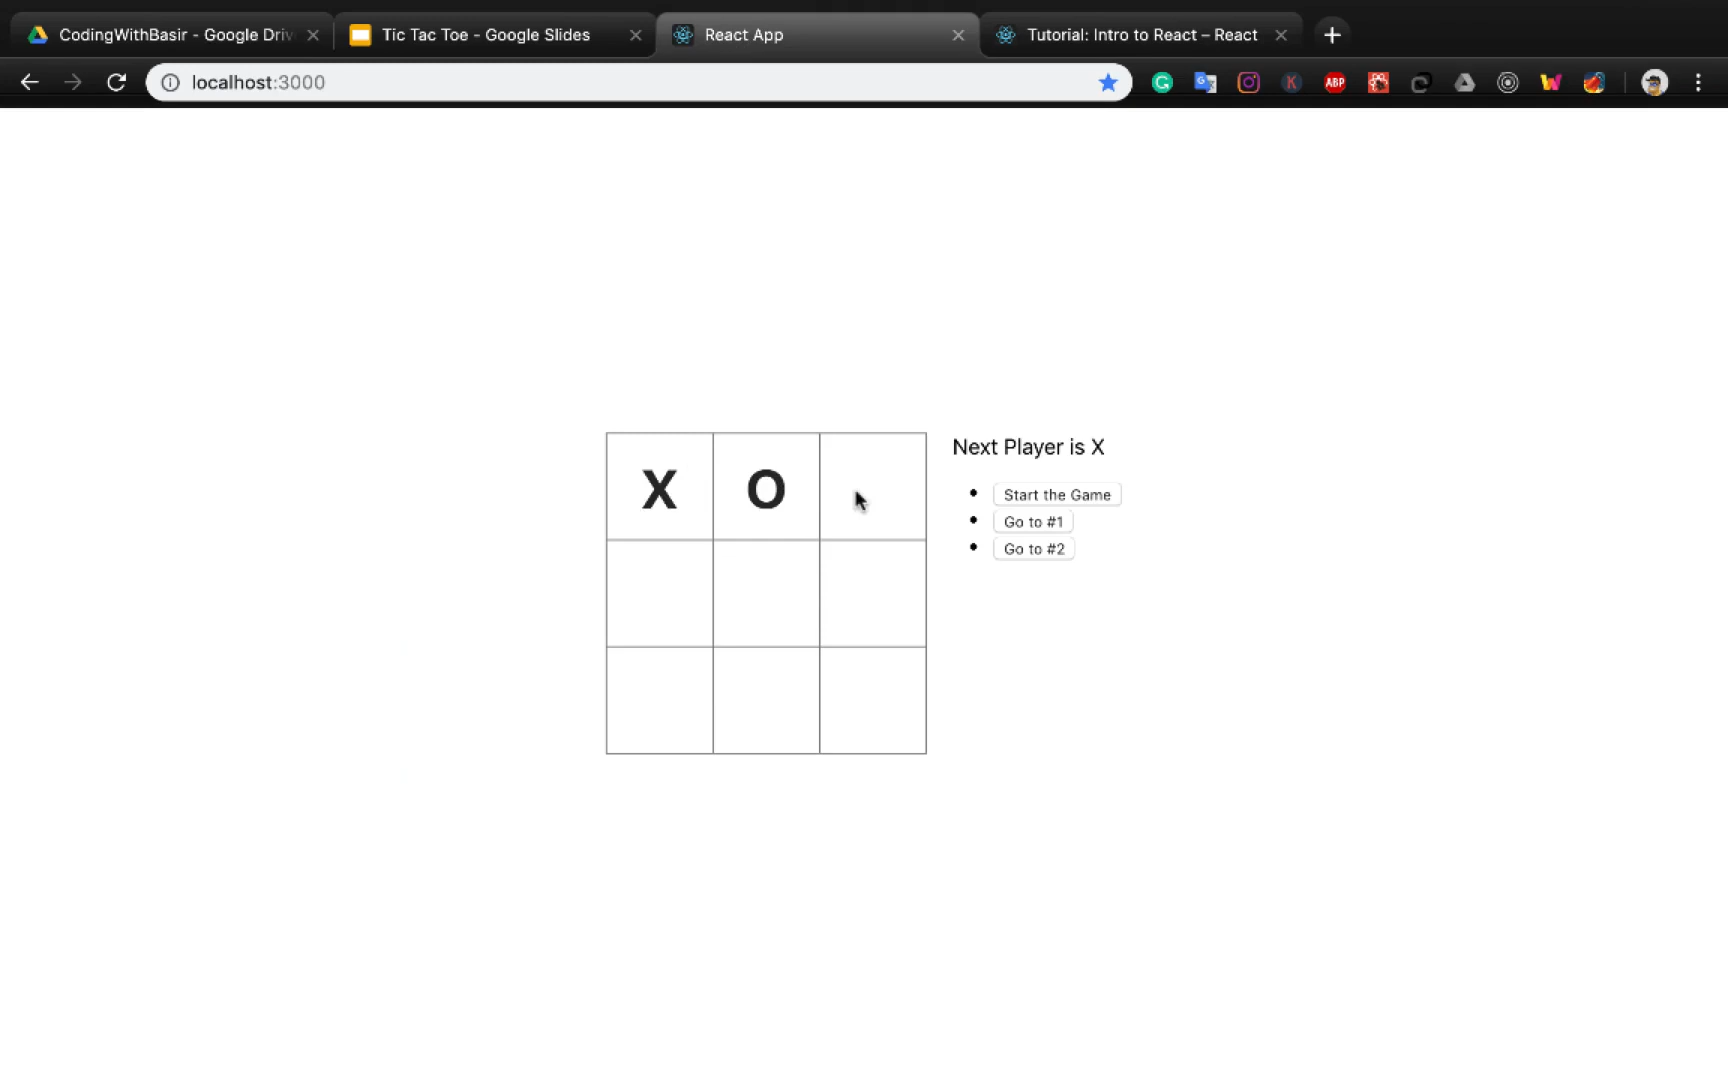 CodingWithBasir - Google Driv
Tic Tac Toe - Google Slides
React App
Tutorial: Intro to React – React
localhost:3000
ABP
X O
Next Player is X
Start the Game
Go to #1
Go to #2